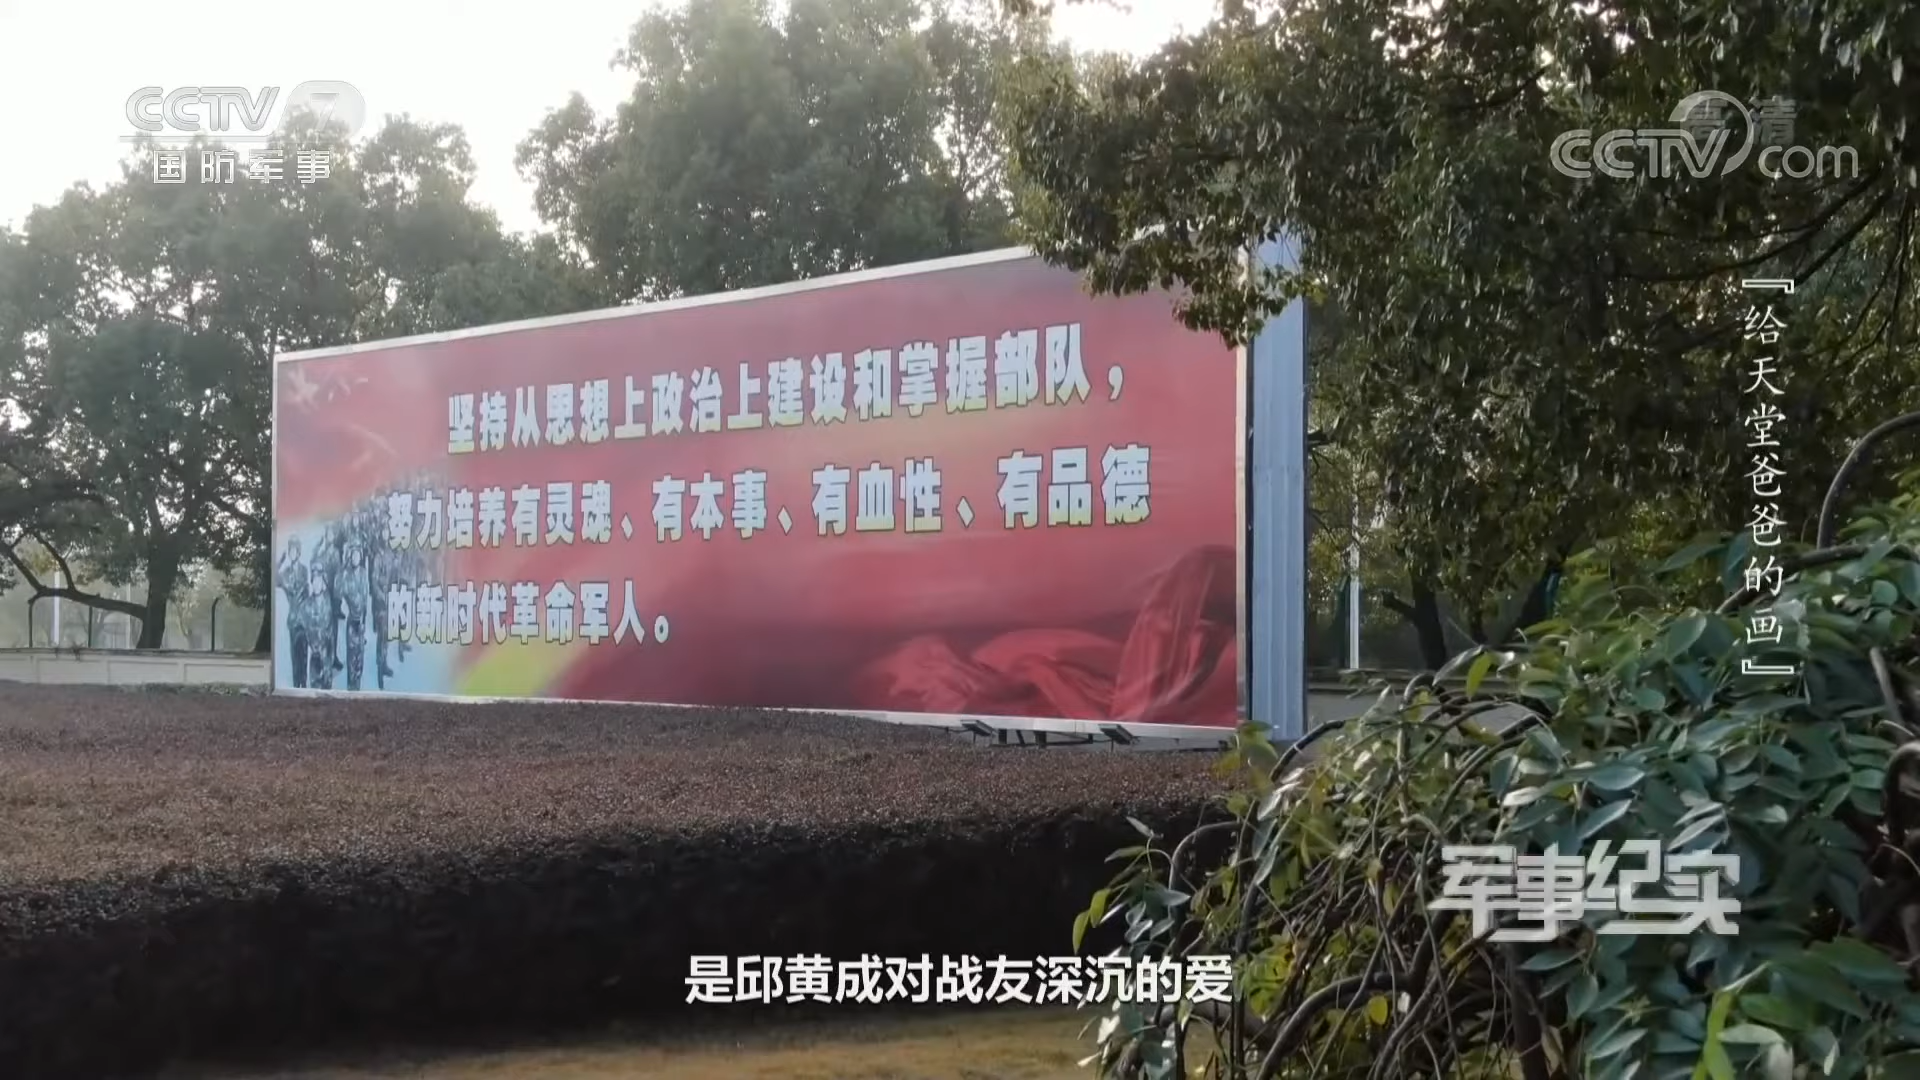 CCTV 7
国防军事
高清
CCTV.com
坚持从思想上政治上建设和掌握部队，
努力培养有灵魂、有本事、有血性、有品德
的新时代革命军人。
『给天堂爸爸的画』
军事纪实
是邱黄成对战友深沉的爱